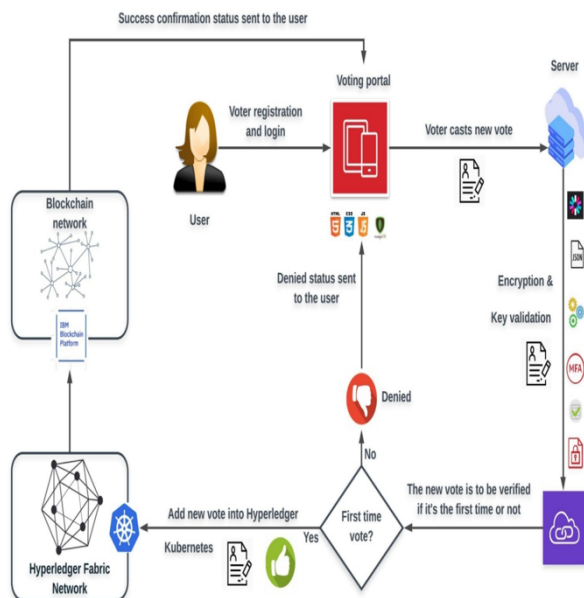 Success confirmation status sent to the user
Voting portal
Server
Voter registration
and login
Voter casts new vote
User
HTML
CSS
JS
Blockchain
network
IBM
Blockchain
Platform
Denied status sent
to the user
JSON
Encryption &
Key validation
MFA
Denied
No
The new vote is to be verified
if it's the first time or not
First time
vote?
Yes
Add new vote into Hyperledger
Kubernetes
Hyperledger Fabric
Network